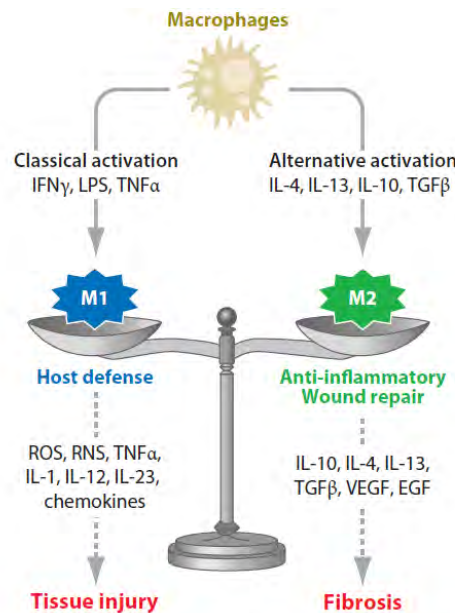 Macrophages
Classical activation
IFNγ, LPS, TNFα
Alternative activation
IL-4, IL-13, IL-10, TGFβ
M1
M2
Host defense
Anti-inflammatory
Wound repair
ROS, RNS, TNFα,
IL-1, IL-12, IL-23,
chemokines
IL-10, IL-4, IL-13,
TGFβ, VEGF, EGF
Tissue injury
Fibrosis